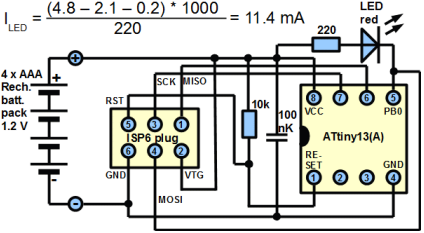 I LED = (4.8 – 2.1 – 0.2) * 1000 / 220 = 11.4 mA
LED
red
220
4 x AAA
Rech.
batt.
pack
1.2 V
+
-
+
-
SCK
MISO
RST
5 3 1
ISP6 plug
6 4 2
GND
VTG
MOSI
10k
100
nK
8 7 6 5
VCC
PB0
ATtiny13(A)
RE-
SET
GND
1 2 3 4